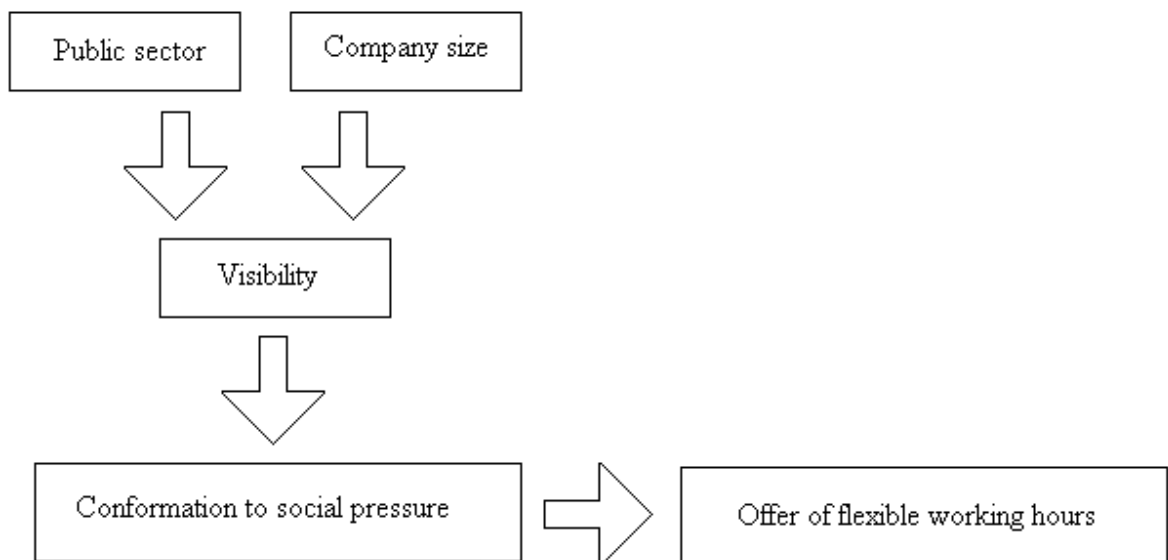 Public sector
Company size
Visibility
Conformation to social pressure
Offer of flexible working hours